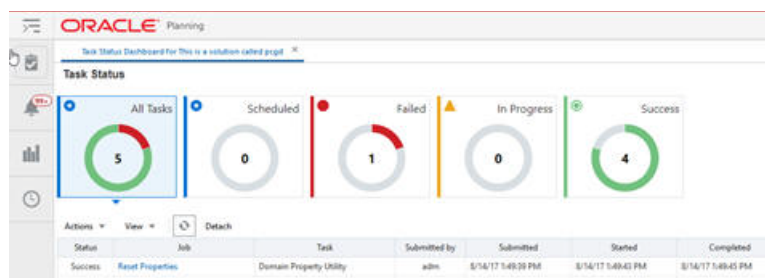 ORACLE Planning
Task Status Dashboard for This is a solution called pcgd ×
Task Status
99+
All Tasks
Scheduled
Failed
In Progress
Success
5
0
1
0
4
Actions View Detach
Status Job Task Submitted by Submitted Started Completed
Success Reset Properties Domain Property Utility adm 8/14/17 1:49:39 PM 8/14/17 1:49:43 PM 8/14/17 1:49:45 PM